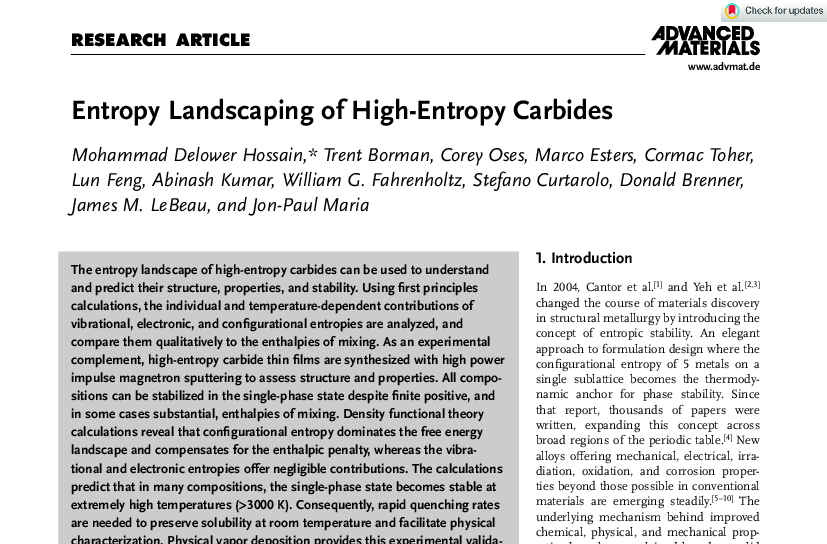 Check for updates
RESEARCH ARTICLE
ADVANCED
MATERIALS
www.advmat.de
Entropy Landscaping of High-Entropy Carbides
Mohammad Delower Hossain,* Trent Borman, Corey Oses, Marco Esters, Cormac Toher,
Lun Feng, Abinash Kumar, William G. Fahrenholtz, Stefano Curtarolo, Donald Brenner,
James M. LeBeau, and Jon-Paul Maria
The entropy landscape of high-entropy carbides can be used to understand
and predict their structure, properties, and stability. Using first principles
calculations, the individual and temperature-dependent contributions of
vibrational, electronic, and configurational entropies are analyzed, and
compare them qualitatively to the enthalpies of mixing. As an experimental
complement, high-entropy carbide thin films are synthesized with high power
impulse magnetron sputtering to assess structure and properties. All compo-
sitions can be stabilized in the single-phase state despite finite positive, and
in some cases substantial, enthalpies of mixing. Density functional theory
calculations reveal that configurational entropy dominates the free energy
landscape and compensates for the enthalpic penalty, whereas the vibra-
tional and electronic entropies offer negligible contributions. The calculations
predict that in many compositions, the single-phase state becomes stable at
extremely high temperatures (>3000 K). Consequently, rapid quenching rates
are needed to preserve solubility at room temperature and facilitate physical
characterization. Physical vapor deposition provides this experimental valida-
1. Introduction
In 2004, Cantor et al.[1] and Yeh et al.[2,3]
changed the course of materials discovery
in structural metallurgy by introducing the
concept of entropic stability. An elegant
approach to formulation design where the
configurational entropy of 5 metals on a
single sublattice becomes the thermody-
namic anchor for phase stability. Since
that report, thousands of papers were
written, expanding this concept across
broad regions of the periodic table.[4] New
alloys offering mechanical, electrical, irra-
diation, oxidation, and corrosion proper-
ties beyond those possible in conventional
materials are emerging steadily.[5–10] The
underlying mechanism behind improved
chemical, physical, and mechanical prop-